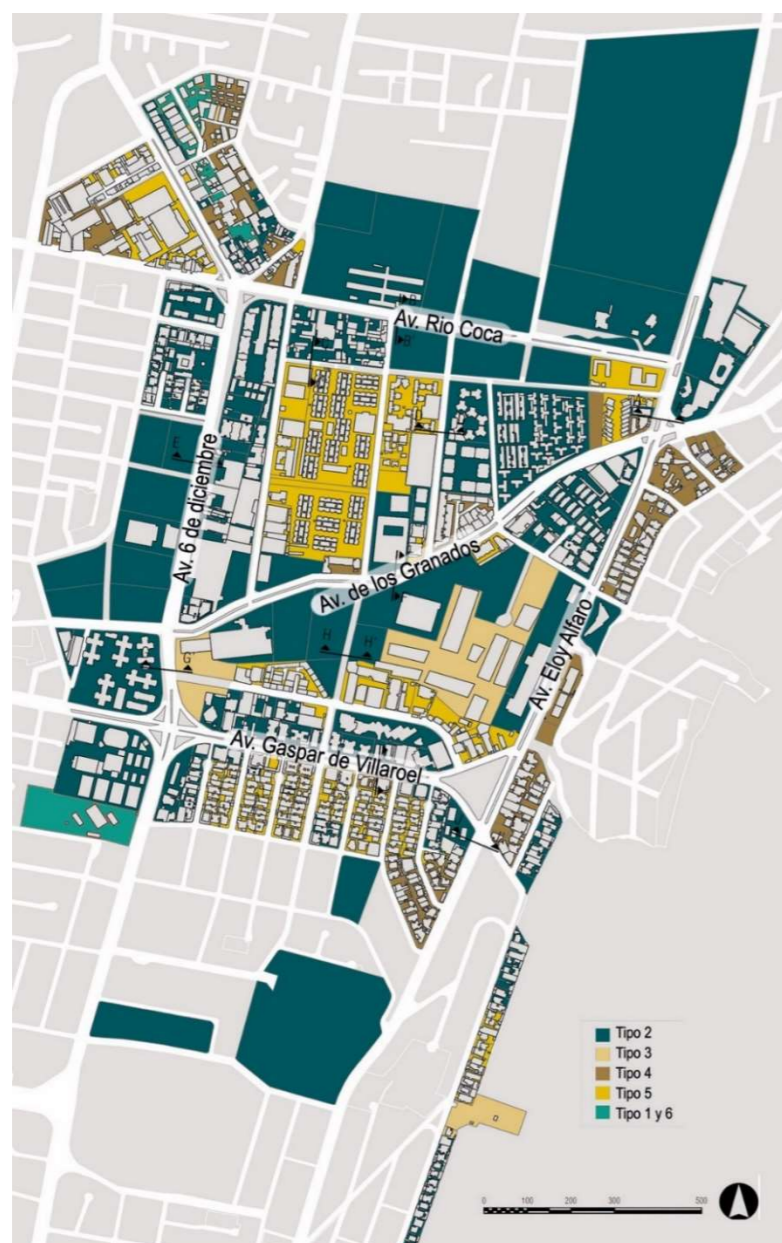 Av. Rio Coca
B'
Av. 6 de diciembre
Av. de los Granados
Av. Eloy Alfaro
H
H'
G'
Av. Gaspar de Villaroel
Tipo 2
Tipo 3
Tipo 4
Tipo 5
Tipo 1 y 6
0 100 200 300 500